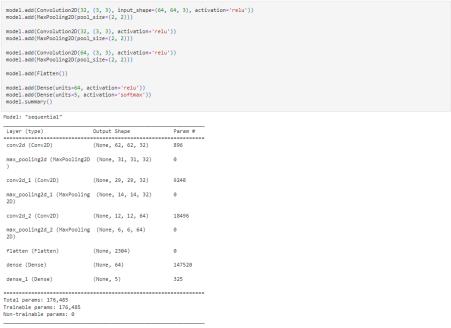 model.add(Convolution2D(32, (3, 3), input_shape=(64, 64, 3), activation='relu'))
model.add(MaxPooling2D(pool_size=(2, 2)))
model.add(Convolution2D(32, (3, 3), activation='relu'))
model.add(MaxPooling2D(pool_size=(2, 2)))
model.add(Convolution2D(64, (3, 3), activation='relu'))
model.add(MaxPooling2D(pool_size=(2, 2)))
model.add(Flatten())
model.add(Dense(units=64, activation='relu'))
model.add(Dense(units=5, activation='softmax'))
model.summary()
Model: "sequential"
Layer (type) Output Shape Param #
conv2d (Conv2D) (None, 62, 62, 32) 896
max_pooling2d (MaxPooling2D (None, 31, 31, 32) 0
)
conv2d_1 (Conv2D) (None, 29, 29, 32) 9248
max_pooling2d_1 (MaxPooling (None, 14, 14, 32) 0
2D)
conv2d_2 (Conv2D) (None, 12, 12, 64) 18496
max_pooling2d_2 (MaxPooling (None, 6, 6, 64) 0
2D)
flatten (Flatten) (None, 2304) 0
dense (Dense) (None, 64) 147520
dense_1 (Dense) (None, 5) 325
Total params: 176,485
Trainable params: 176,485
Non-trainable params: 0